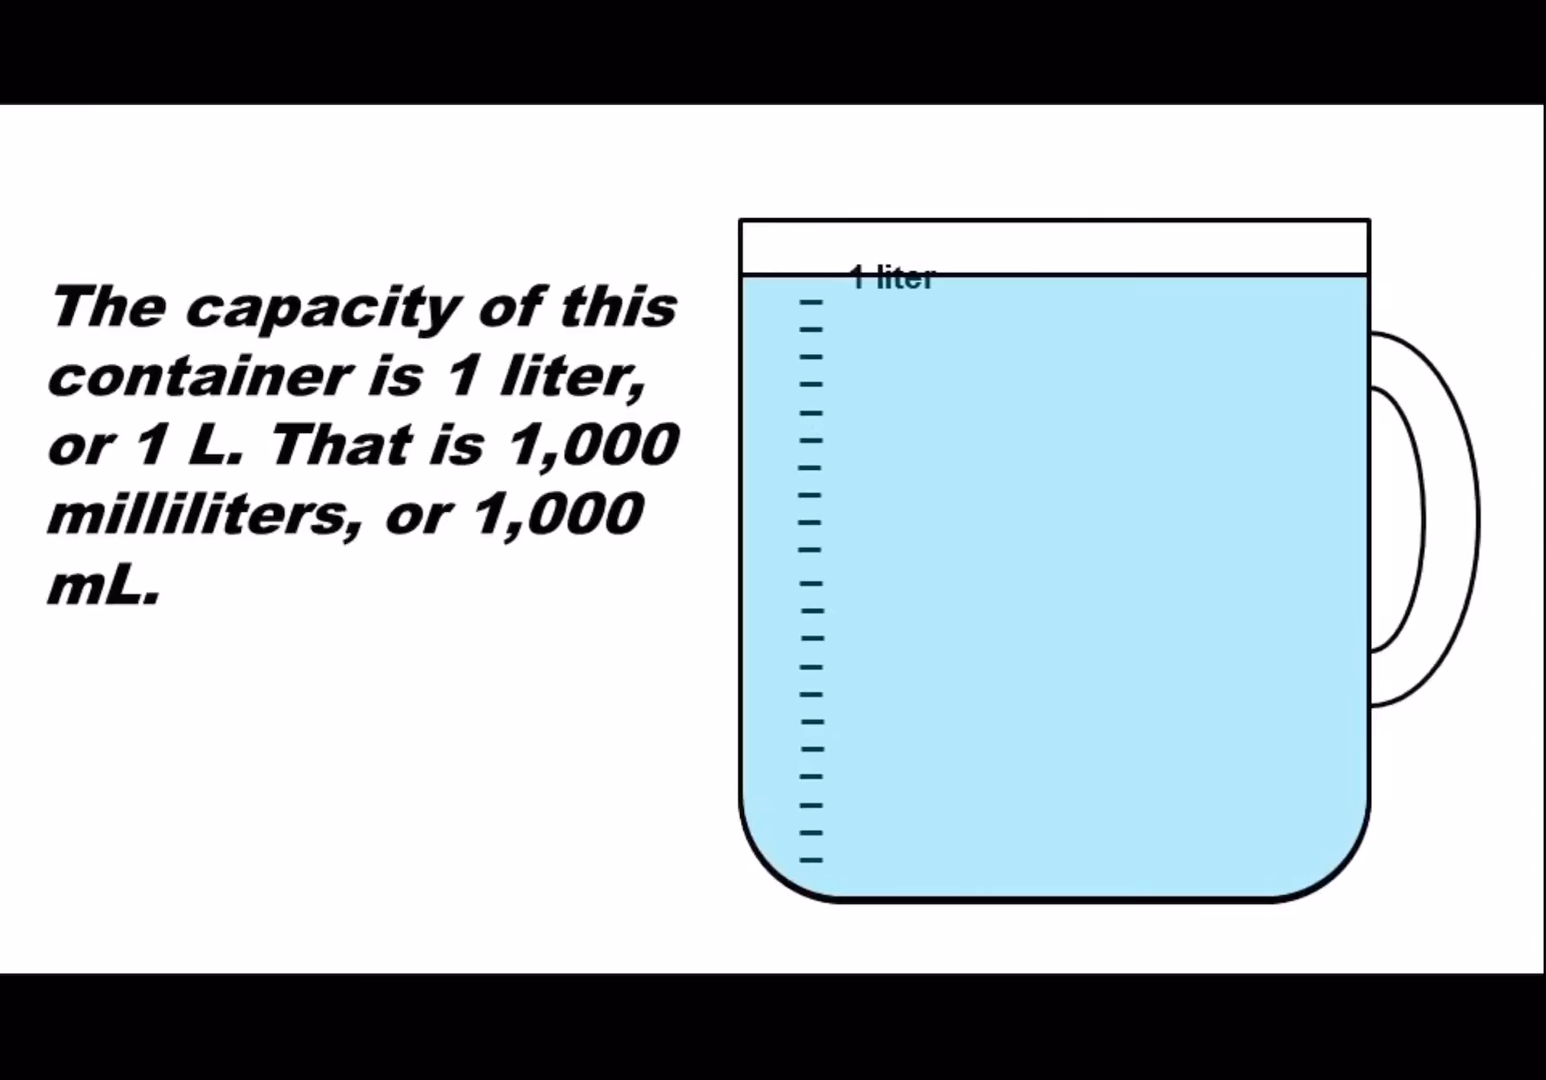 The capacity of this
container is 1 liter,
or 1 L. That is 1,000
milliliters, or 1,000
mL.
1 liter